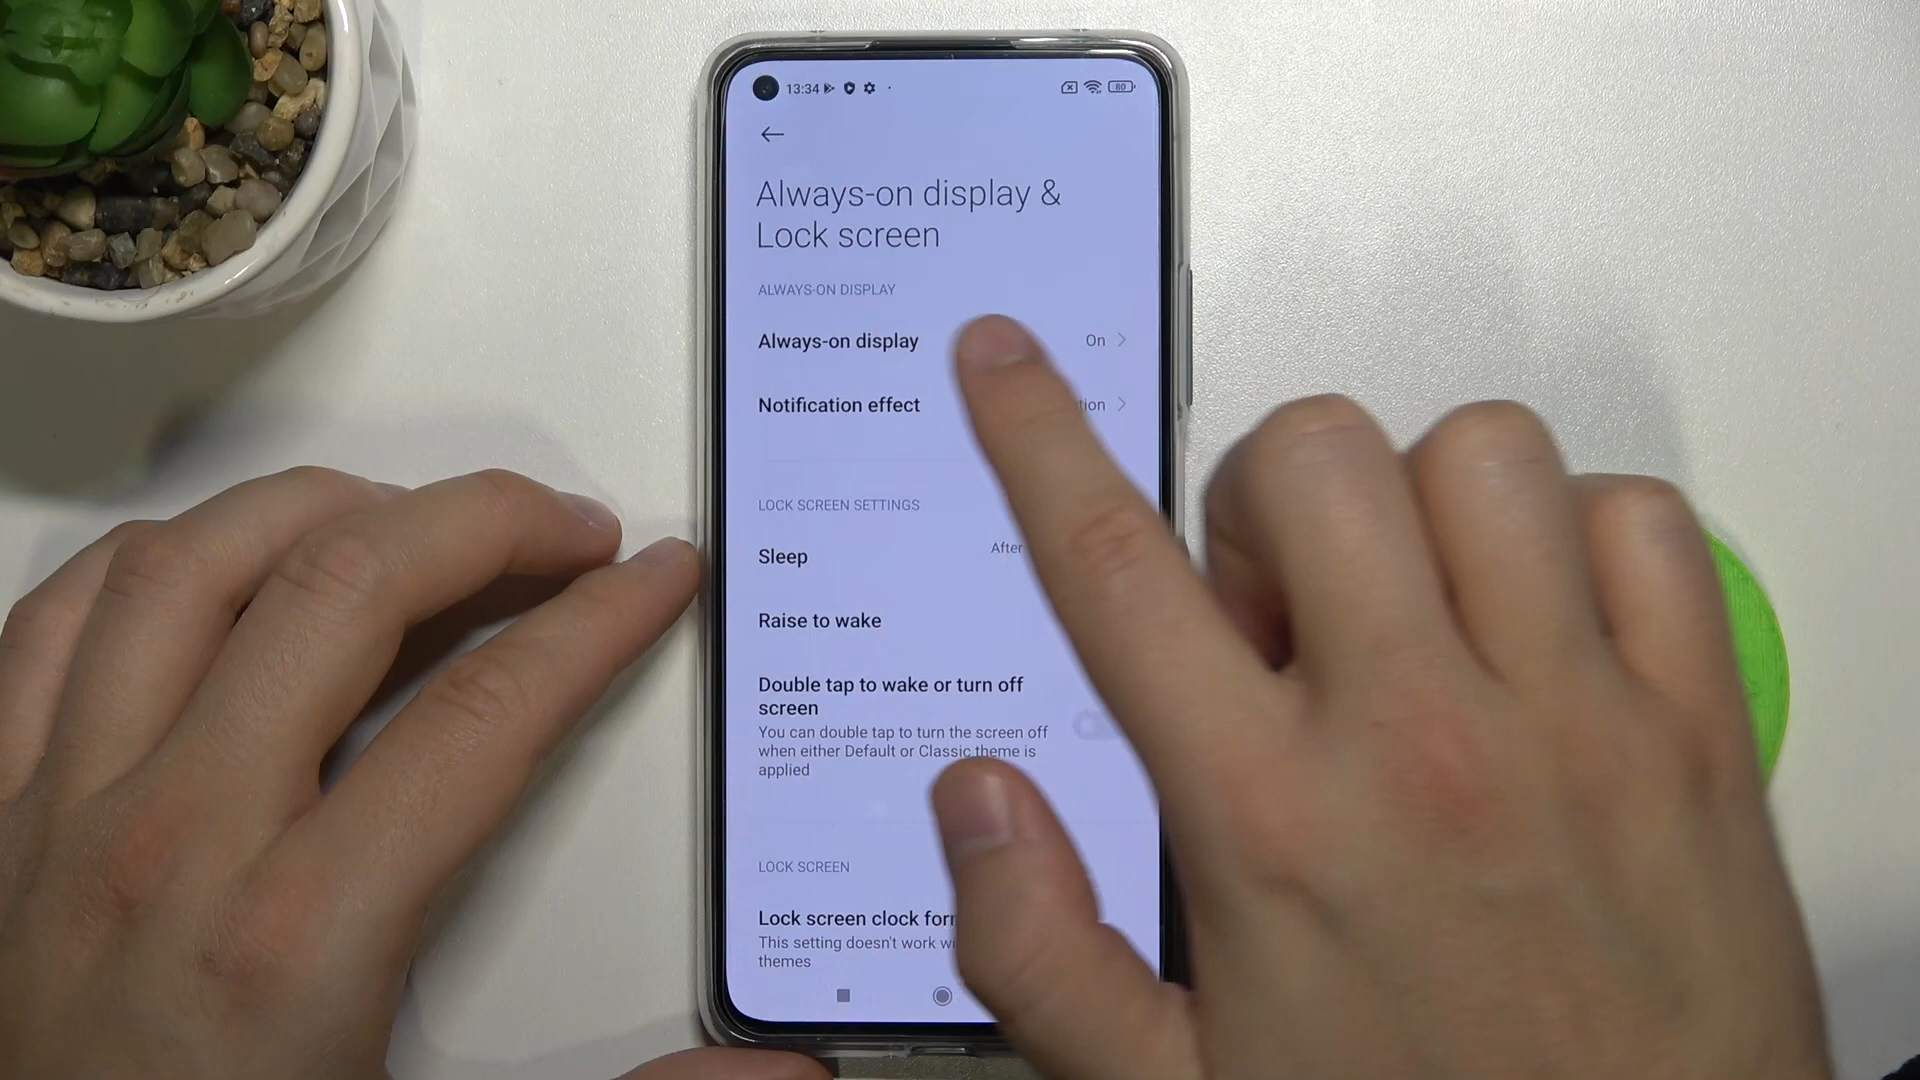 13:34
80
Always-on display &
Lock screen
ALWAYS-ON DISPLAY
Always-on display
On
Notification effect
tion
LOCK SCREEN SETTINGS
Sleep
After
Raise to wake
Double tap to wake or turn off
screen
You can double tap to turn the screen off
when either Default or Classic theme is
applied
LOCK SCREEN
Lock screen clock for
This setting doesn't work wi
themes